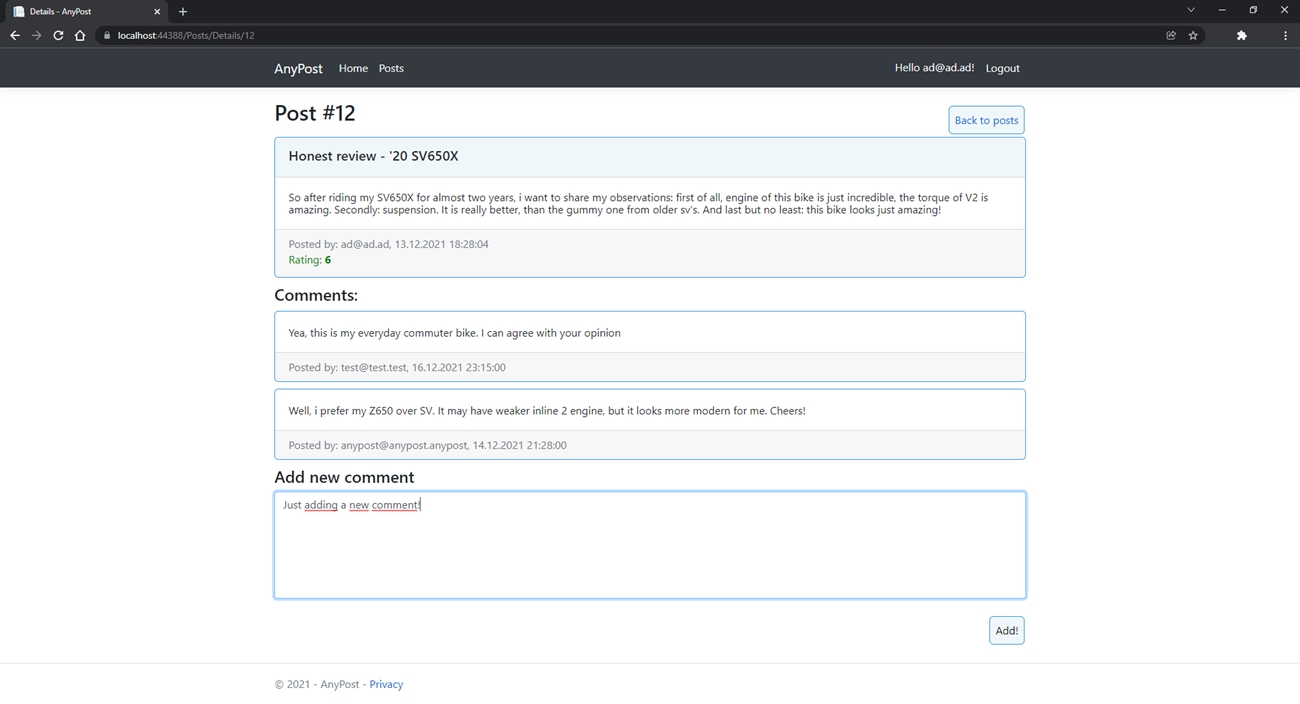 Details - AnyPost
localhost:44388/Posts/Details/12
AnyPost Home Posts Hello ad@ad.ad! Logout
Post #12
Back to posts
Honest review - '20 SV650X
So after riding my SV650X for almost two years, i want to share my observations: first of all, engine of this bike is just incredible, the torque of V2 is
amazing. Secondly: suspension. It is really better, than the gummy one from older sv's. And last but no least: this bike looks just amazing!
Posted by: ad@ad.ad, 13.12.2021 18:28:04
Rating: 6
Comments:
Yea, this is my everyday commuter bike. I can agree with your opinion
Posted by: test@test.test, 16.12.2021 23:15:00
Well, i prefer my Z650 over SV. It may have weaker inline 2 engine, but it looks more modern for me. Cheers!
Posted by: anypost@anypost.anypost, 14.12.2021 21:28:00
Add new comment
Just adding a new comment!
Add!
© 2021 - AnyPost - Privacy